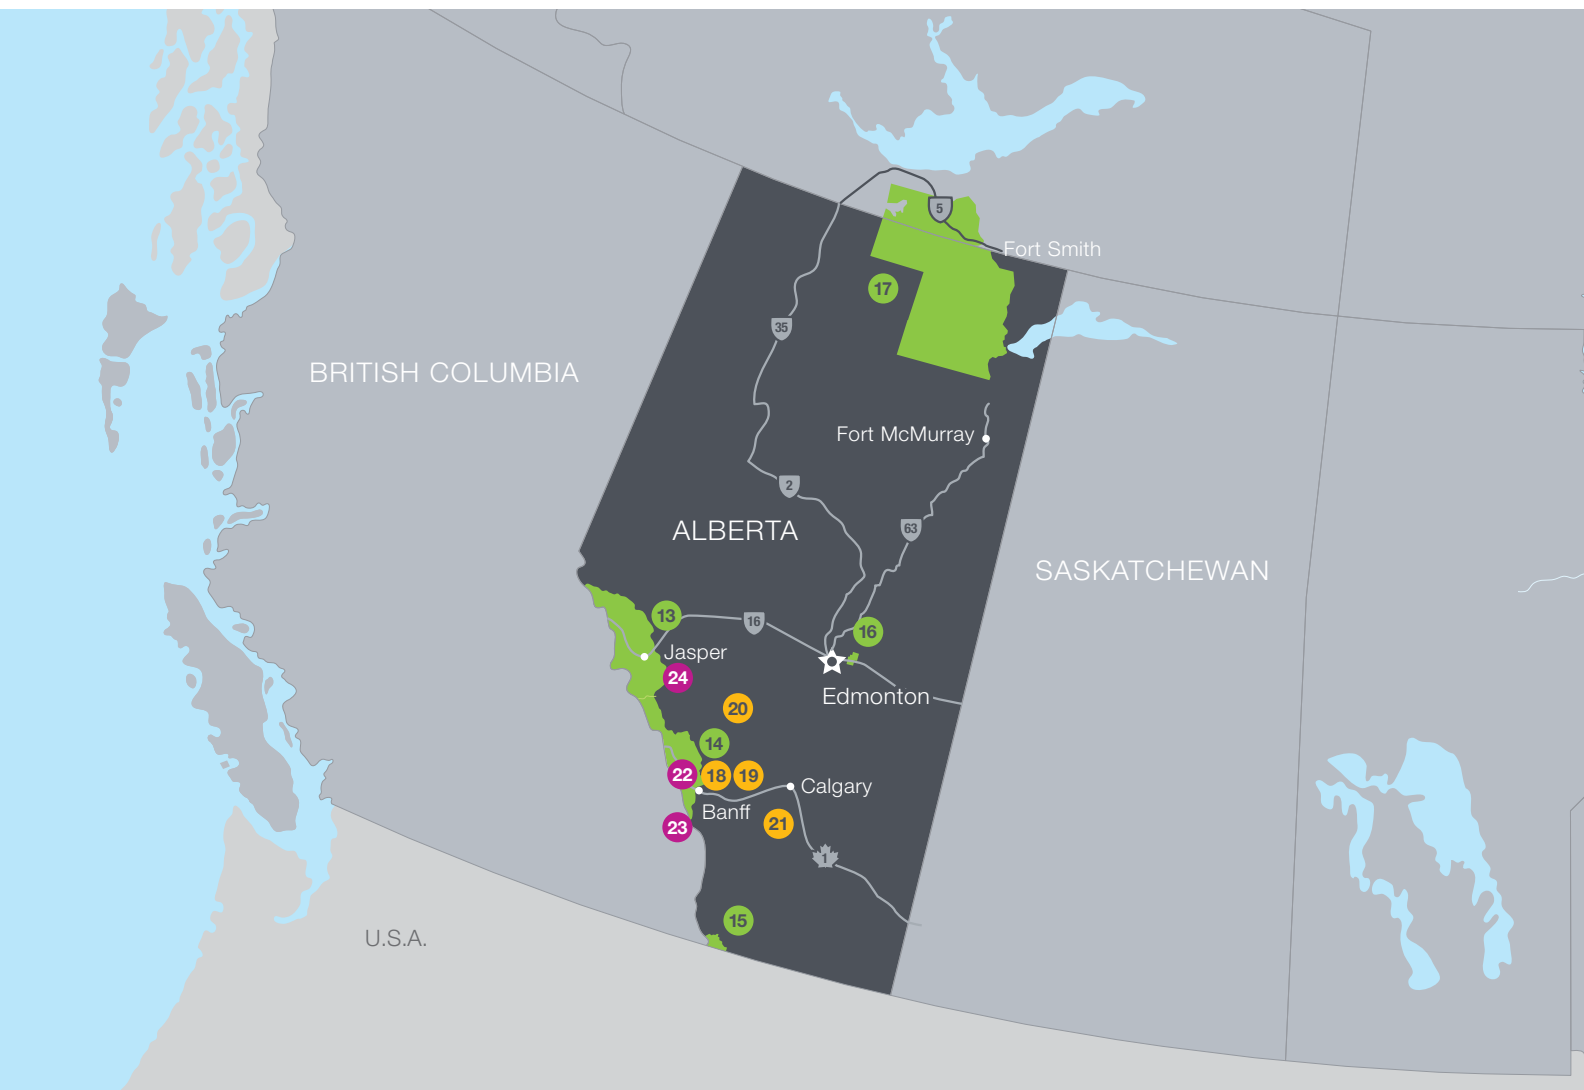 5
Fort Smith
17
35
BRITISH COLUMBIA
Fort McMurray
2
63
ALBERTA
SASKATCHEWAN
13
16
16
Jasper
24
Edmonton
20
14
22
18
19
Calgary
Banff
21
23
1
15
U.S.A.